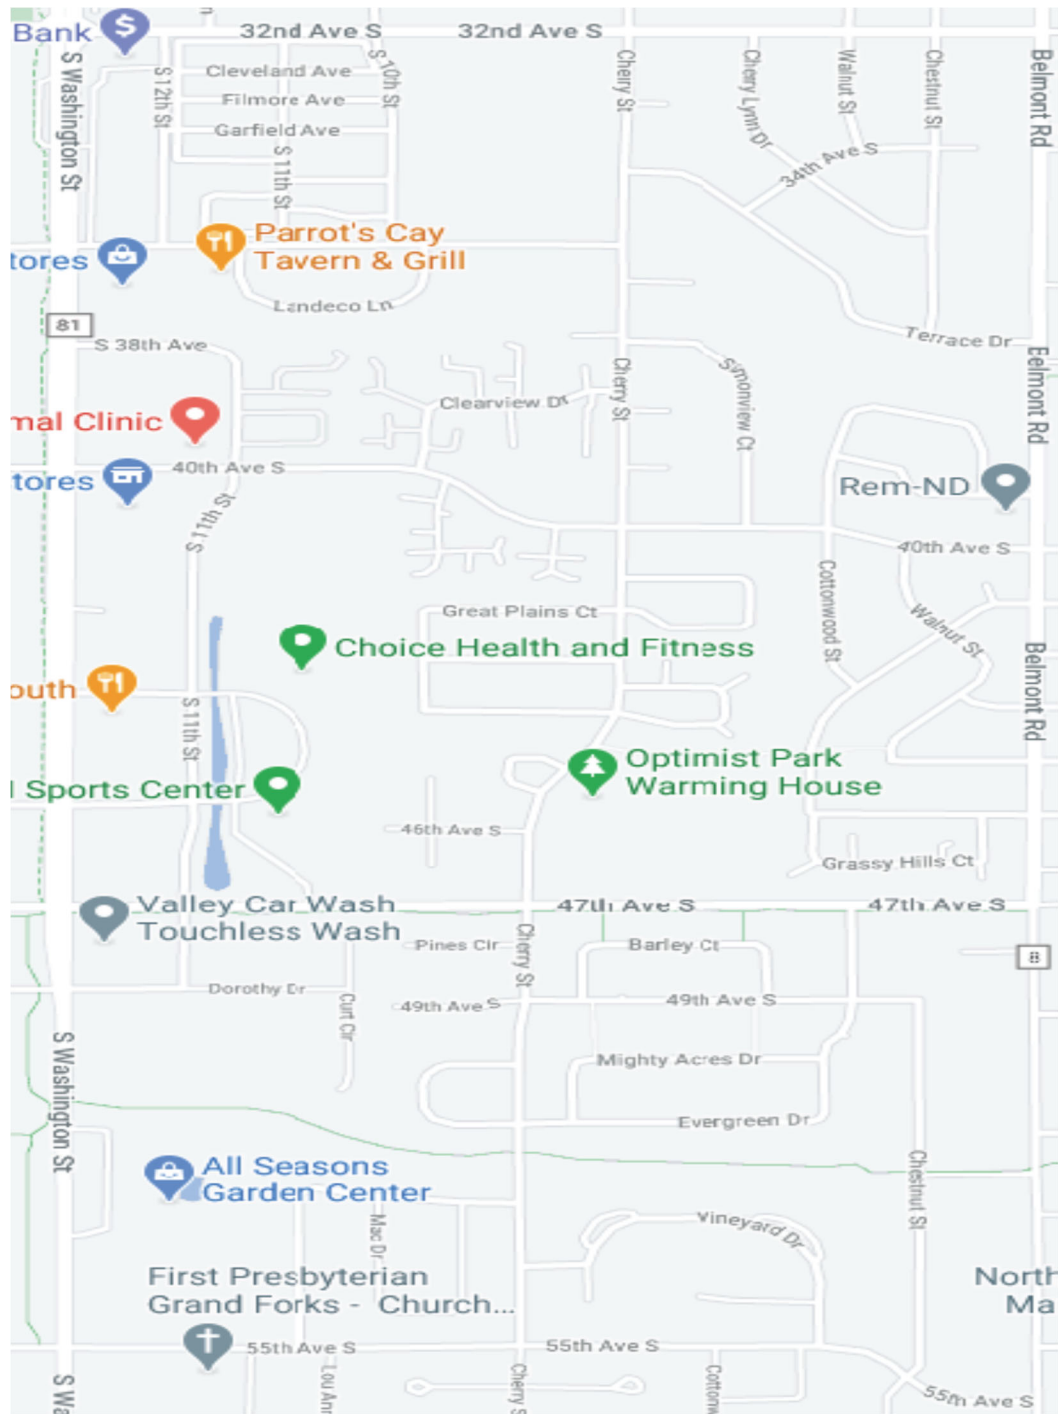 Bank
32nd Ave S
32nd Ave S
S Washington St
S 12th St
Cleveland Ave
S 10th St
Filmore Ave
Garfield Ave
S 11th St
Cherry St
Cherry Lynn Dr
Walnut St
Chestnut St
Belmont Rd
34th Ave S
Parrot's Cay
Tavern & Grill
tores
Landeco Ln
81
S 38th Ave
Terrace Dr
Belmont Rd
Simonview Ct
Cherry St
Clearview Dr
mal Clinic
40th Ave S
tores
Rem-ND
S 11th St
40th Ave S
Cottonwood St
Great Plains Ct
Walnut St
Choice Health and Fitness
Belmont Rd
outh
S 11th St
Optimist Park
Warming House
l Sports Center
46th Ave S
Grassy Hills Ct
Valley Car Wash
Touchless Wash
47th Ave S
47th Ave S
Pines Cir
Cherry St
Barley Ct
8
Dorothy Dr
Curt Cir
49th Ave S
49th Ave S
S Washington St
Mighty Acres Dr
Evergreen Dr
All Seasons
Garden Center
Chestnut St
Mac Dr
Vineyard Dr
First Presbyterian
Grand Forks - Church...
North
Ma
55th Ave S
55th Ave S
S Wa
Lou Ann
Cherry S
Cottonw
55th Ave S